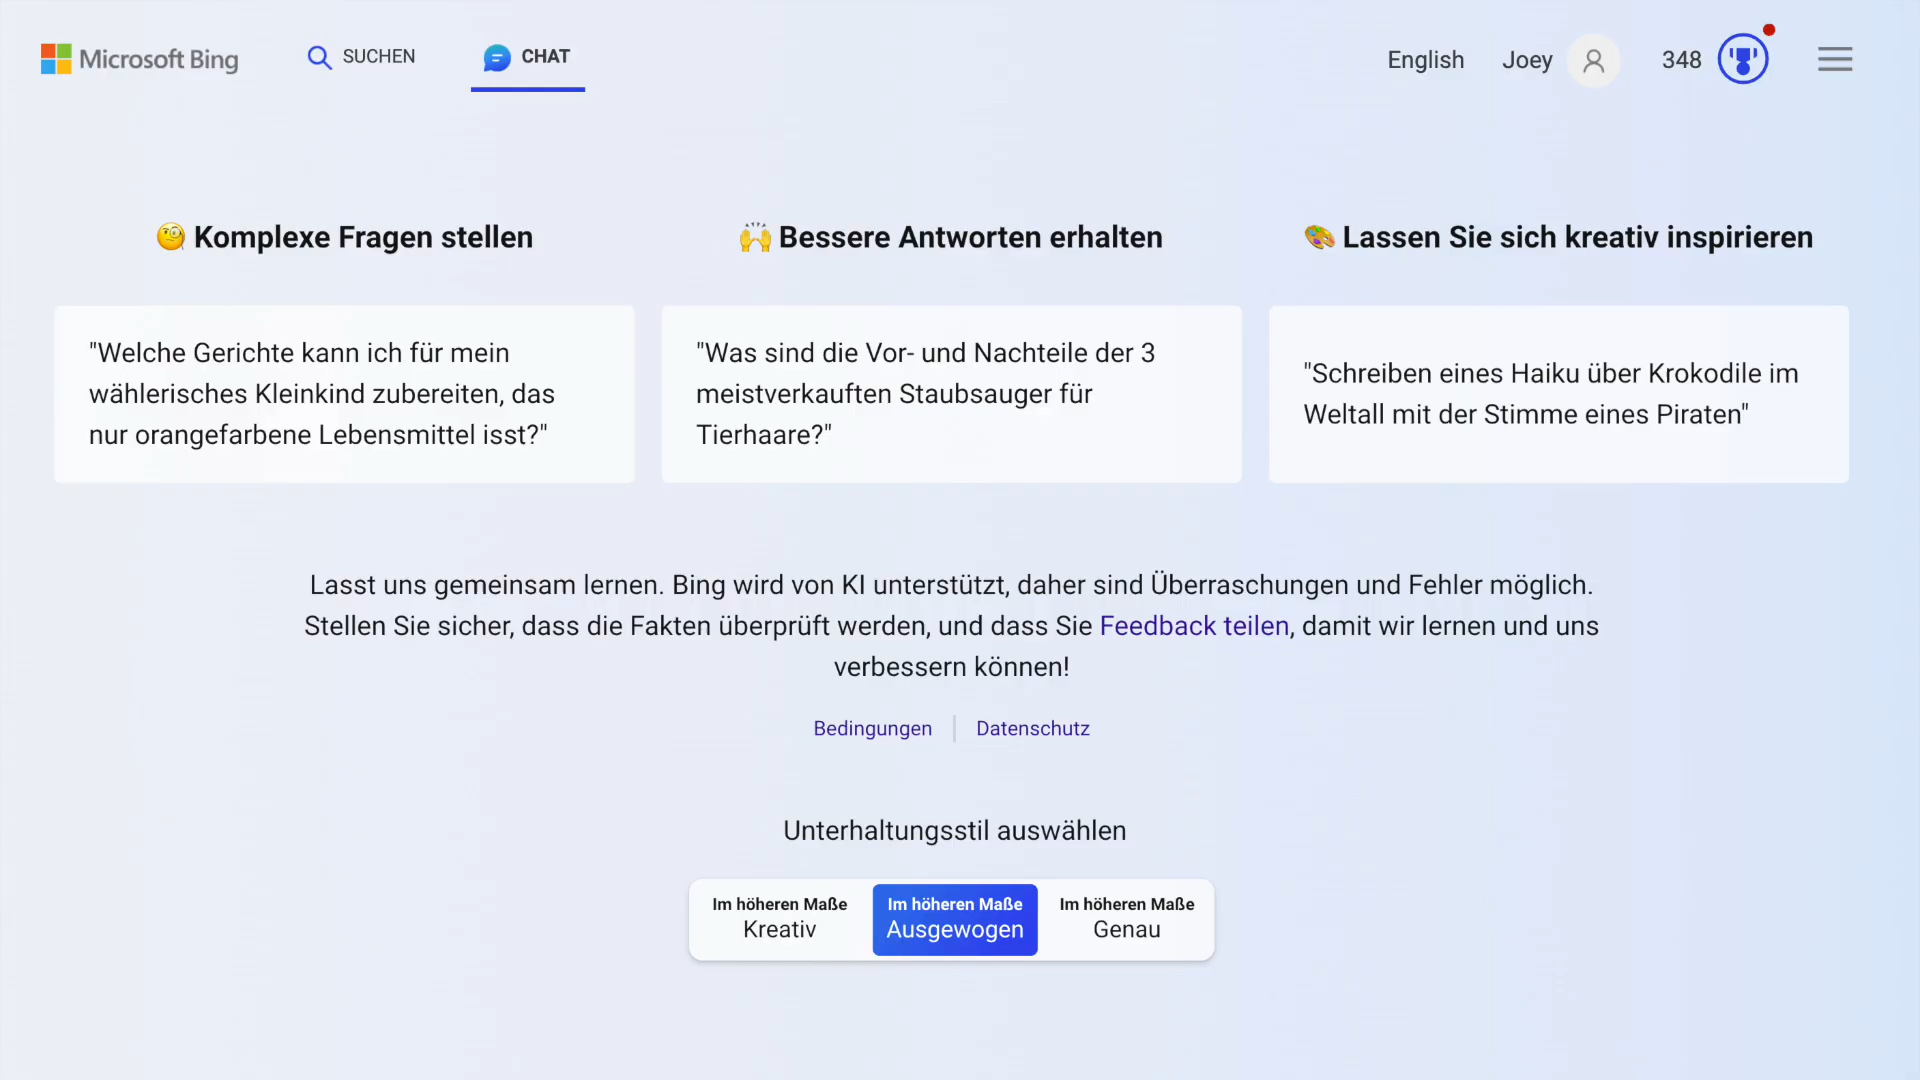 Microsoft Bing
SUCHEN
CHAT
English
Joey
348
Komplexe Fragen stellen
"Welche Gerichte kann ich für mein
wählerisches Kleinkind zubereiten, das
nur orangefarbene Lebensmittel isst?"
Bessere Antworten erhalten
"Was sind die Vor- und Nachteile der 3
meistverkauften Staubsauger für
Tierhaare?"
Lassen Sie sich kreativ inspirieren
"Schreiben eines Haiku über Krokodile im
Weltall mit der Stimme eines Piraten"
Lasst uns gemeinsam lernen. Bing wird von KI unterstützt, daher sind Überraschungen und Fehler möglich.
Stellen Sie sicher, dass die Fakten überprüft werden, und dass Sie Feedback teilen, damit wir lernen und uns
verbessern können!
Bedingungen
Datenschutz
Unterhaltungsstil auswählen
Im höheren Maße
Kreativ
Im höheren Maße
Ausgewogen
Im höheren Maße
Genau